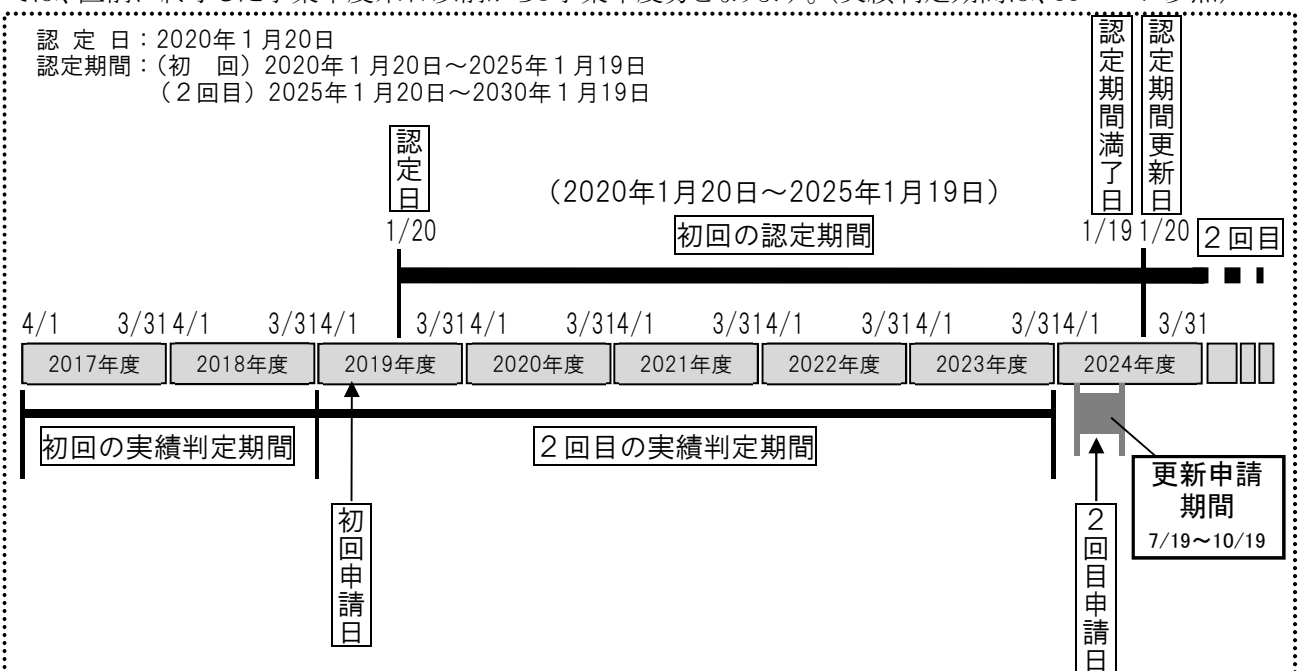 認 定 日：2020年１月20日
認定期間：（初　回）2020年１月20日～2025年１月19日
（２回目）2025年１月20日～2030年１月19日
認定期間満了日
認定期間更新日
認定日
（2020年1月20日～2025年1月19日）
1/20
初回の認定期間
1/19 1/20
２回目
4/1 3/31 4/1 3/31 4/1 3/31 4/1 3/31 4/1 3/31 4/1 3/31 4/1 3/31 4/1 3/31
2017年度 2018年度 2019年度 2020年度 2021年度 2022年度 2023年度 2024年度
初回の実績判定期間
２回目の実績判定期間
更新申請
期間
7/19～10/19
初回申請日
２回目申請日